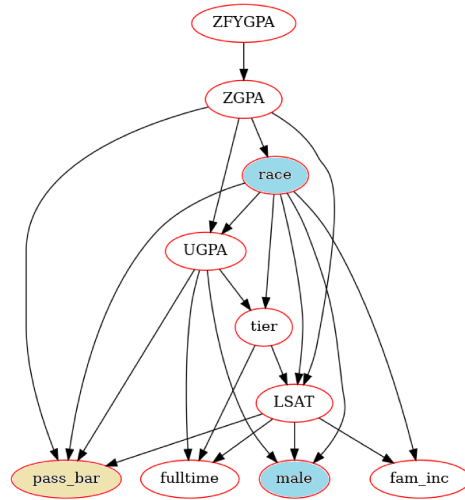 ZFYGPA
ZGPA
race
UGPA
tier
LSAT
pass_bar fulltime male fam_inc